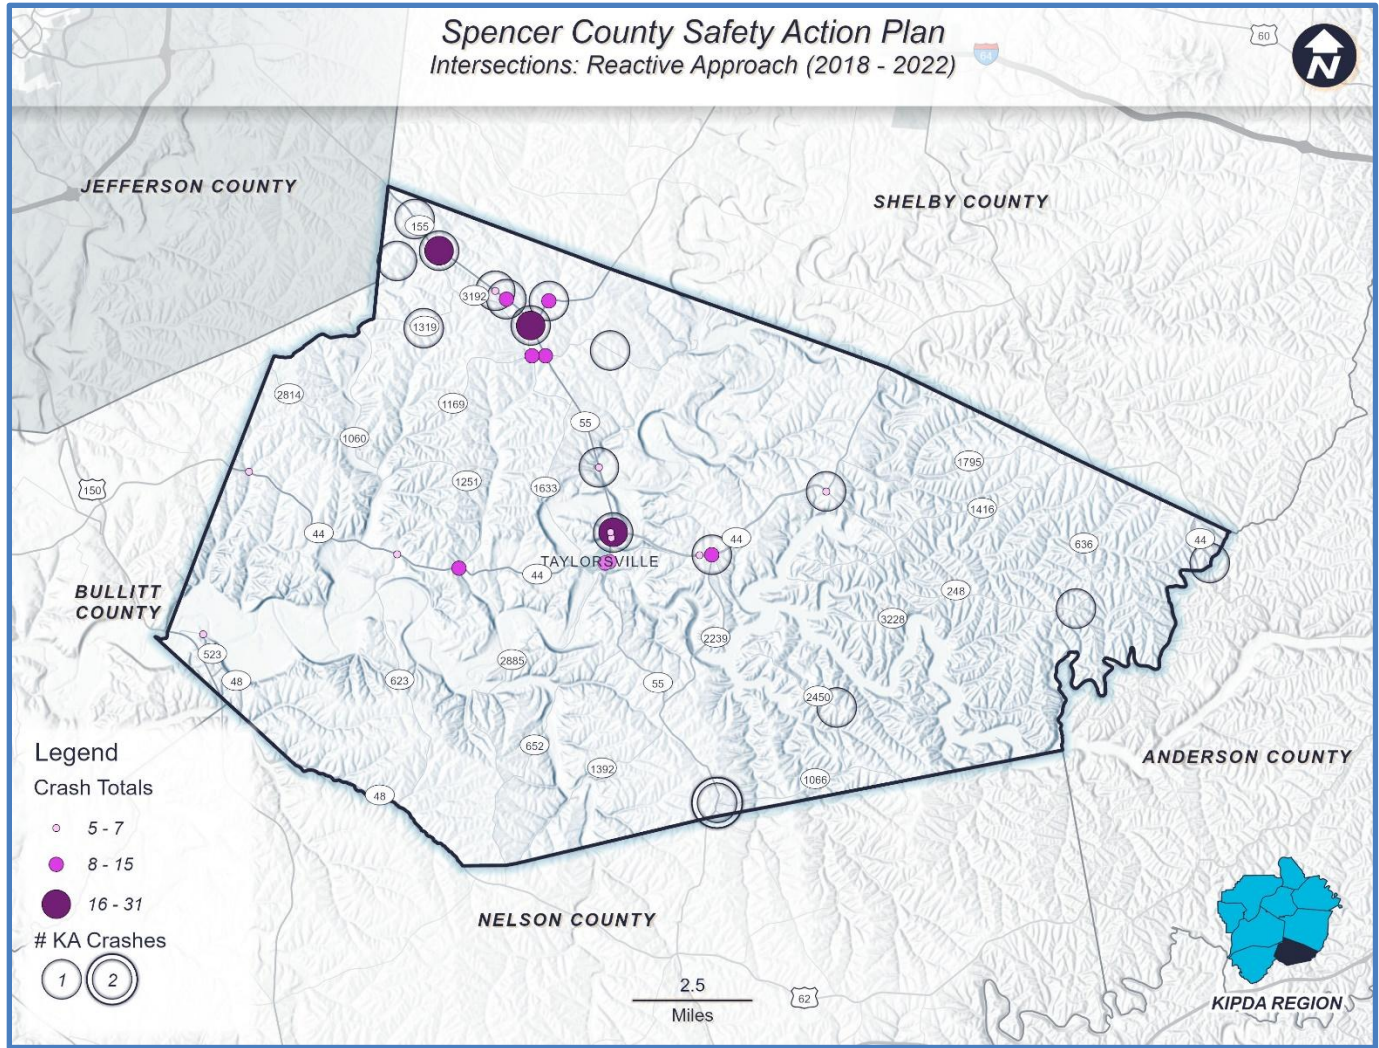 Spencer County Safety Action Plan
Intersections: Reactive Approach (2018 - 2022)
64
60
N
JEFFERSON COUNTY
SHELBY COUNTY
155
3192
1319
2814
1169
55
1060
1795
1251
1633
150
1416
44
44
44
636
TAYLORSVILLE
44
BULLITT
COUNTY
248
3228
2239
523
2885
48
623
55
2450
652
1392
1066
48
ANDERSON COUNTY
NELSON COUNTY
Legend
Crash Totals
5 - 7
8 - 15
16 - 31
# KA Crashes
1
2
2.5
Miles
62
KIPDA REGION